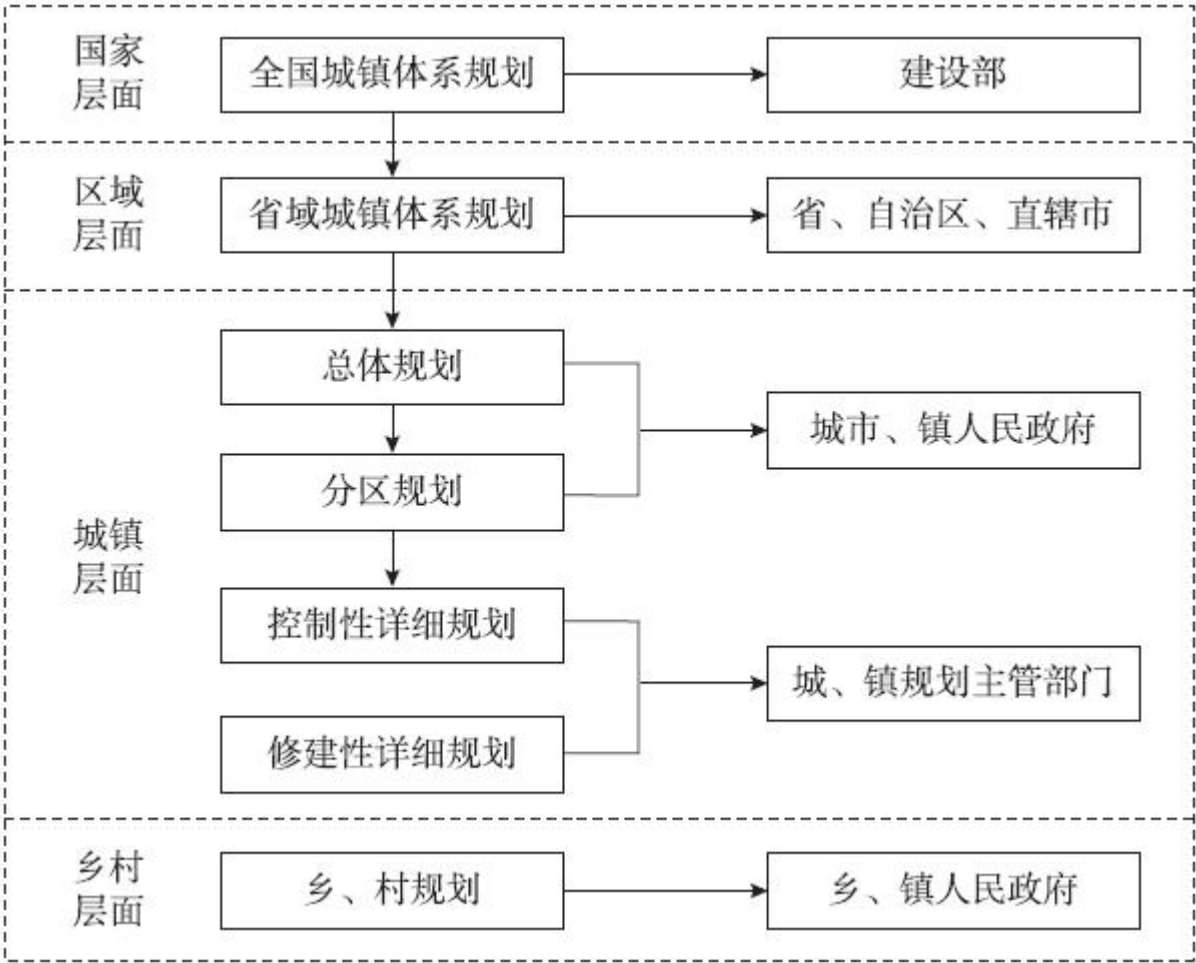 国家
层面
全国城镇体系规划
建设部
区域
层面
省域城镇体系规划
省、自治区、直辖市
城镇
层面
总体规划
分区规划
城市、镇人民政府
控制性详细规划
修建性详细规划
城、镇规划主管部门
乡村
层面
乡、村规划
乡、镇人民政府